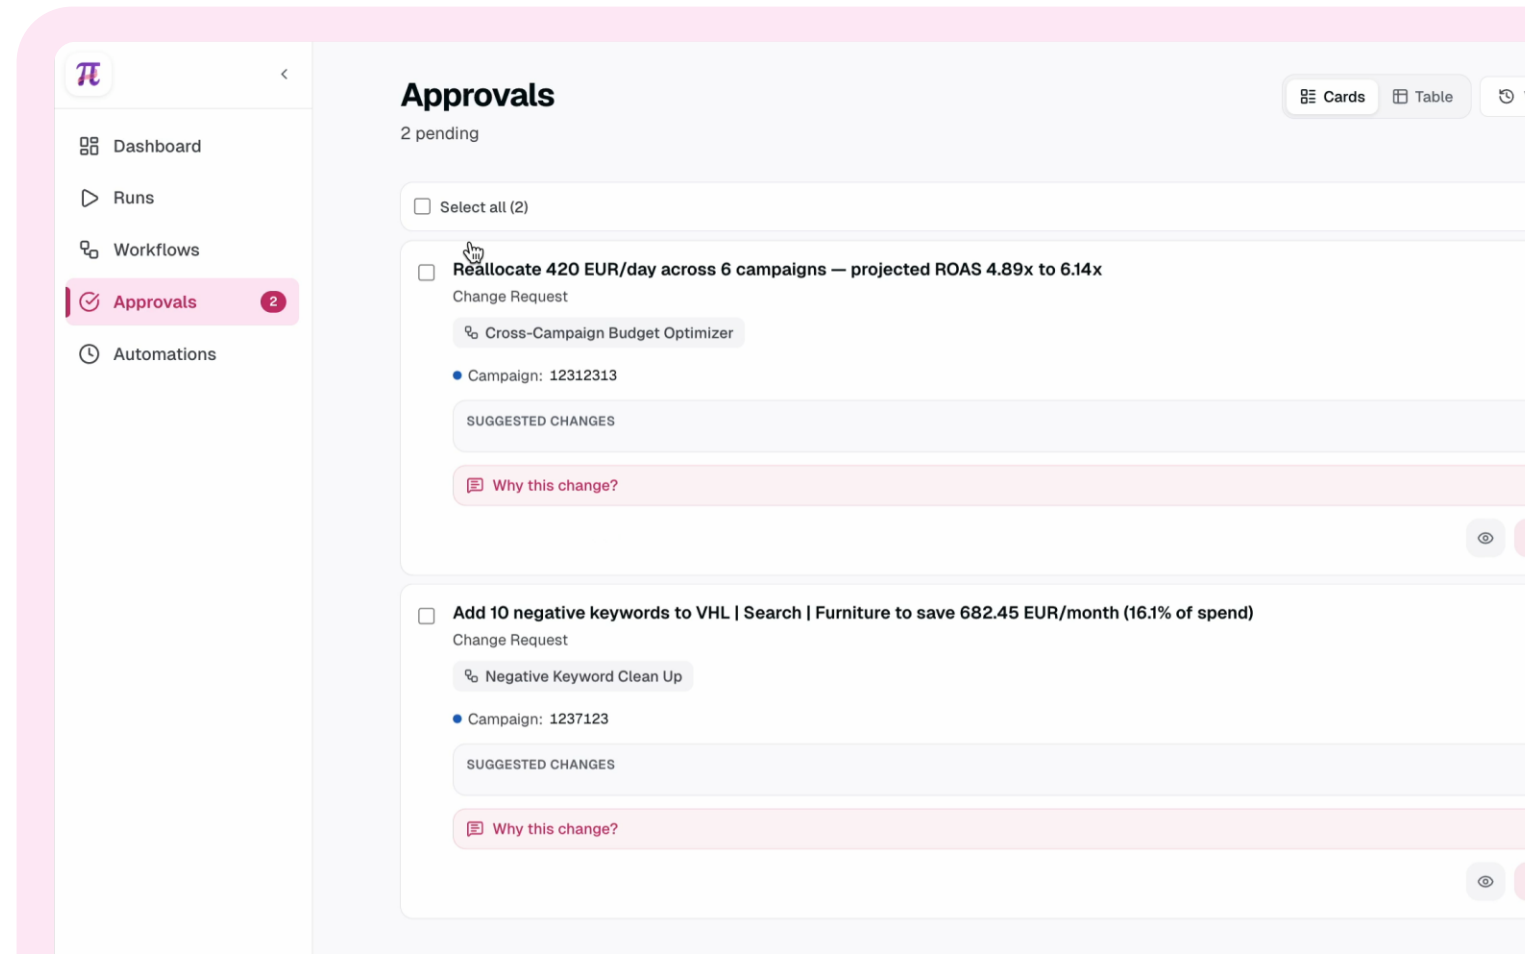 π
Dashboard
Runs
Workflows
Approvals 2
Automations
Approvals
2 pending
Cards Table
Select all (2)
Reallocate 420 EUR/day across 6 campaigns — projected ROAS 4.89x to 6.14x
Change Request
Cross-Campaign Budget Optimizer
Campaign: 12312313
SUGGESTED CHANGES
Why this change?
Add 10 negative keywords to VHL | Search | Furniture to save 682.45 EUR/month (16.1% of spend)
Change Request
Negative Keyword Clean Up
Campaign: 1237123
SUGGESTED CHANGES
Why this change?